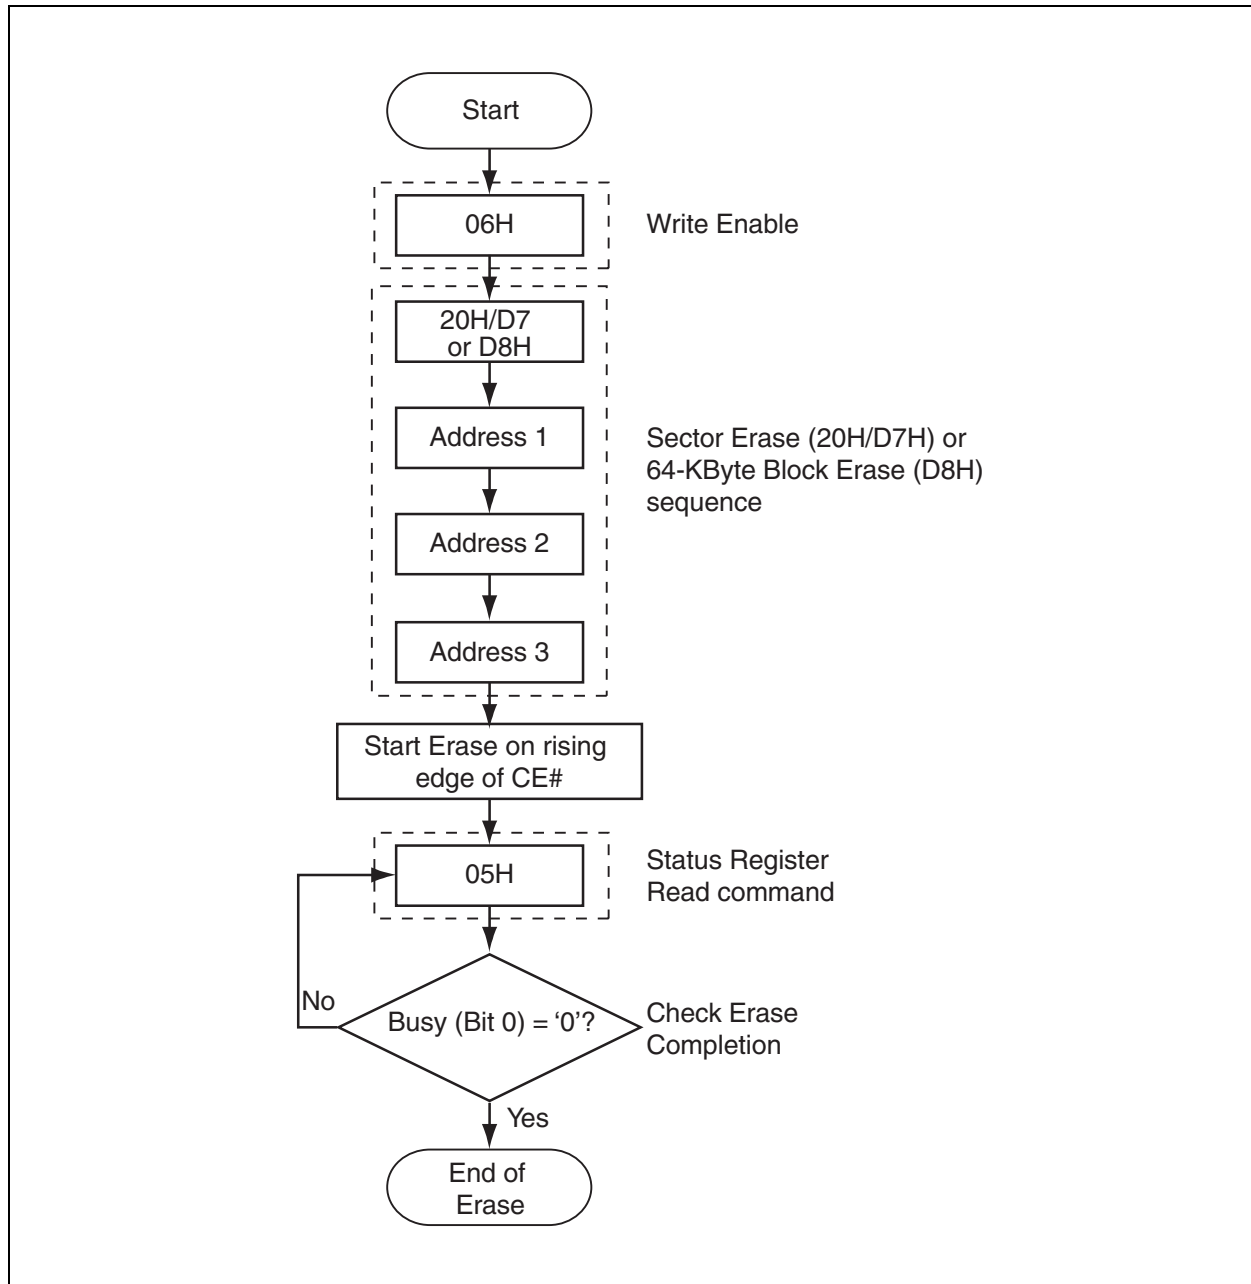 Start
06H
Write Enable
20H/D7
or D8H
Address 1
Sector Erase (20H/D7H) or
64-KByte Block Erase (D8H)
sequence
Address 2
Address 3
Start Erase on rising
edge of CE#
05H
Status Register
Read command
No
Busy (Bit 0) = ‘0’?
Check Erase
Completion
Yes
End of
Erase